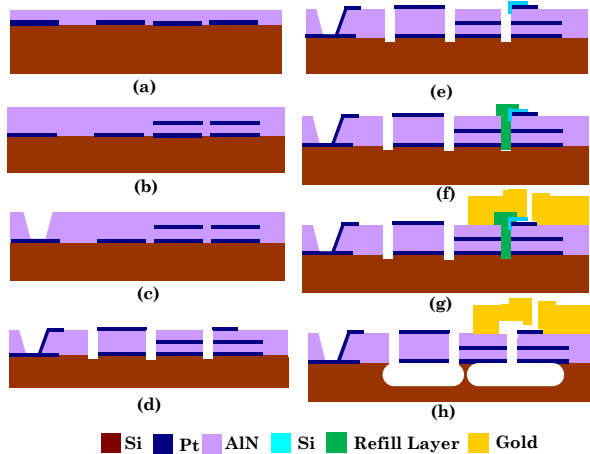 (a)
(b)
(c)
(d)
(e)
(f)
(g)
(h)
Si Pt AlN Si Refill Layer Gold